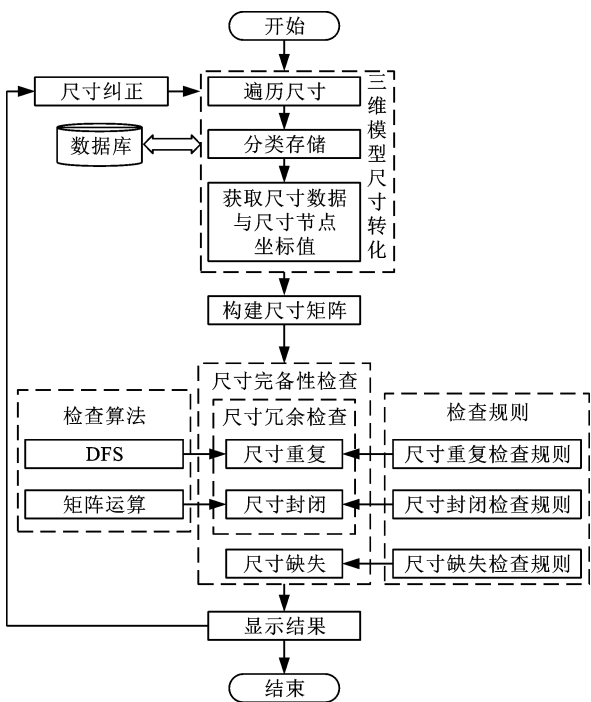 开始
尺寸纠正
遍历尺寸
数据库
分类存储
获取尺寸数据
与尺寸节点
坐标值
三维模型尺寸转化
构建尺寸矩阵
尺寸完备性检查
检查算法
尺寸冗余检查
检查规则
DFS
尺寸重复
尺寸重复检查规则
矩阵运算
尺寸封闭
尺寸封闭检查规则
尺寸缺失
尺寸缺失检查规则
显示结果
结束